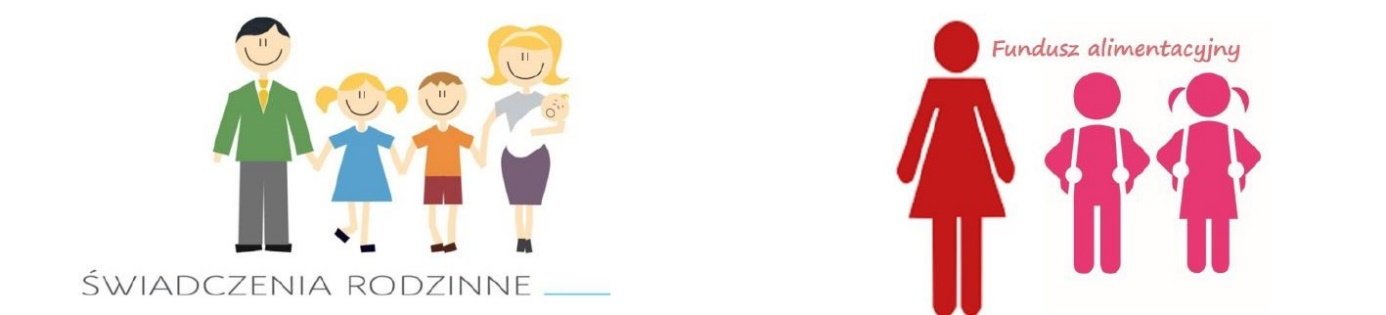 ŚWIADCZENIA RODZINNE
Fundusz alimentacyjny